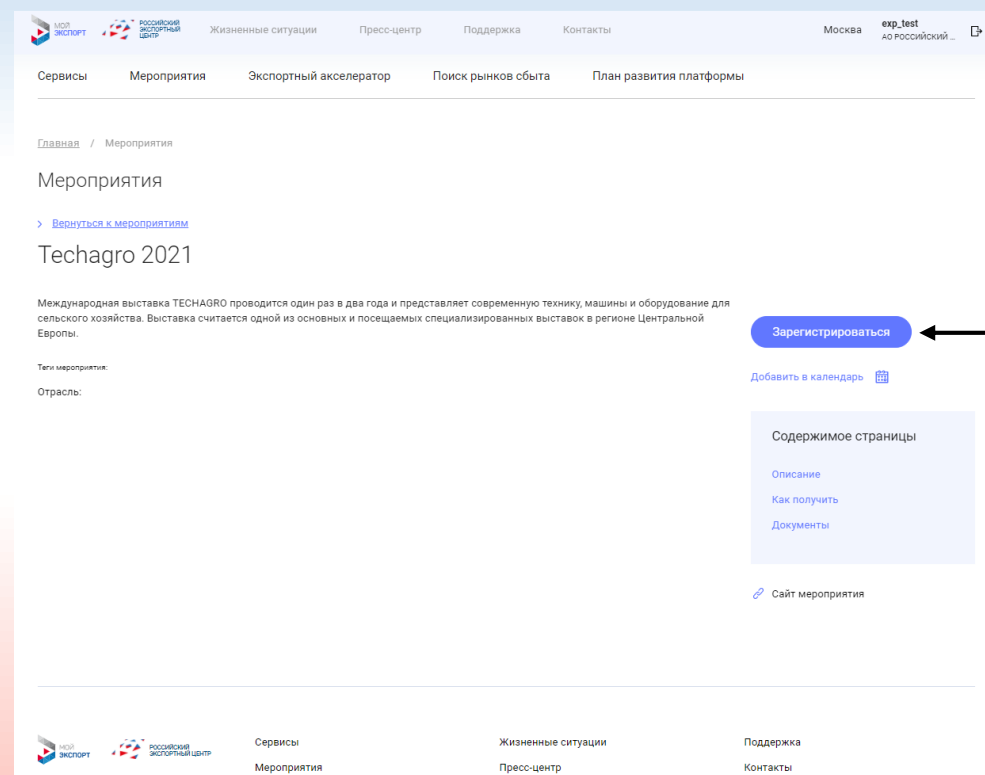 МОЙ ЭКСПОРТ РОССИЙСКИЙ ЭКСПОРТНЫЙ ЦЕНТР Жизненные ситуации Пресс-центр Поддержка Контакты Москва exp_test
АО РОССИЙСКИЙ ...
Сервисы Мероприятия Экспортный акселератор Поиск рынков сбыта План развития платформы
Главная / Мероприятия
Мероприятия
> Вернуться к мероприятиям
Techagro 2021
Международная выставка TECHAGRO проводится один раз в два года и представляет современную технику, машины и оборудование для
сельского хозяйства. Выставка считается одной из основных и посещаемых специализированных выставок в регионе Центральной
Европы.
Теги мероприятия:
Отрасль:
Зарегистрироваться
Добавить в календарь
Содержимое страницы
Описание
Как получить
Документы
Сайт мероприятия
МОЙ ЭКСПОРТ РОССИЙСКИЙ ЭКСПОРТНЫЙ ЦЕНТР
Сервисы Жизненные ситуации Поддержка
Мероприятия Пресс-центр Контакты